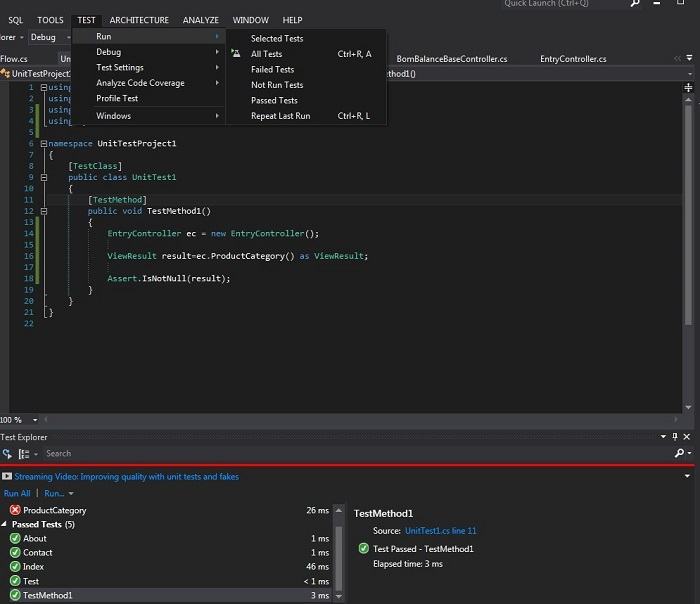 Quick Launch (Ctrl+Q)
SQL TOOLS TEST ARCHITECTURE ANALYZE WINDOW HELP
orer Debug
Run
Debug
Test Settings
Analyze Code Coverage
Profile Test
Windows
Selected Tests
All Tests Ctrl+R, A
Failed Tests
Not Run Tests
Passed Tests
Repeat Last Run Ctrl+R, L
Flow.cs Un BomBalanceBaseController.cs EntryController.cs
UnitTestProject1 thod1()
1 using
2 using
3 using
4 using
5
6 namespace UnitTestProject1
7 {
8 [TestClass]
9 public class UnitTest1
10 {
11 [TestMethod]
12 public void TestMethod1()
13 {
14 EntryController ec = new EntryController();
15
16 ViewResult result=ec.ProductCategory() as ViewResult;
17
18 Assert.IsNotNull(result);
19 }
20 }
21 }
22
100 %
Test Explorer
Search
Streaming Video: Improving quality with unit tests and fakes
Run All | Run...
ProductCategory 26 ms
Passed Tests (5)
About 1 ms
Contact 1 ms
Index 46 ms
Test < 1 ms
TestMethod1 3 ms
TestMethod1
Source: UnitTest1.cs line 11
Test Passed - TestMethod1
Elapsed time: 3 ms